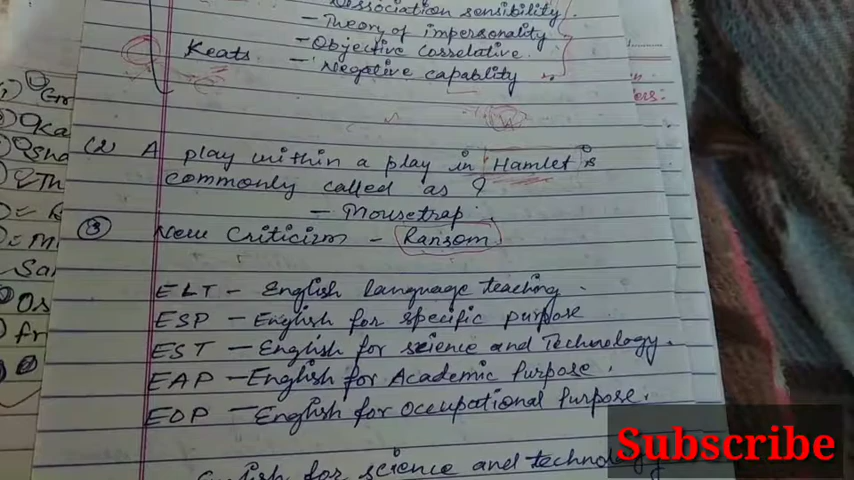 Dissociation sensibility
- Theory of impersonality
- Objective Correlative
Keats - Negative capability
(2) A play within a play in Hamlet is
commonly called as ?
- Mousetrap.
(3) New Criticizm - Ransom
ELT - English language teaching.
ESP - English for specific purpose
EST - English for science and Technology.
EAP - English for Academic purpose.
EOP - English for Occupational purpose.
English for science and technology
Subscribe